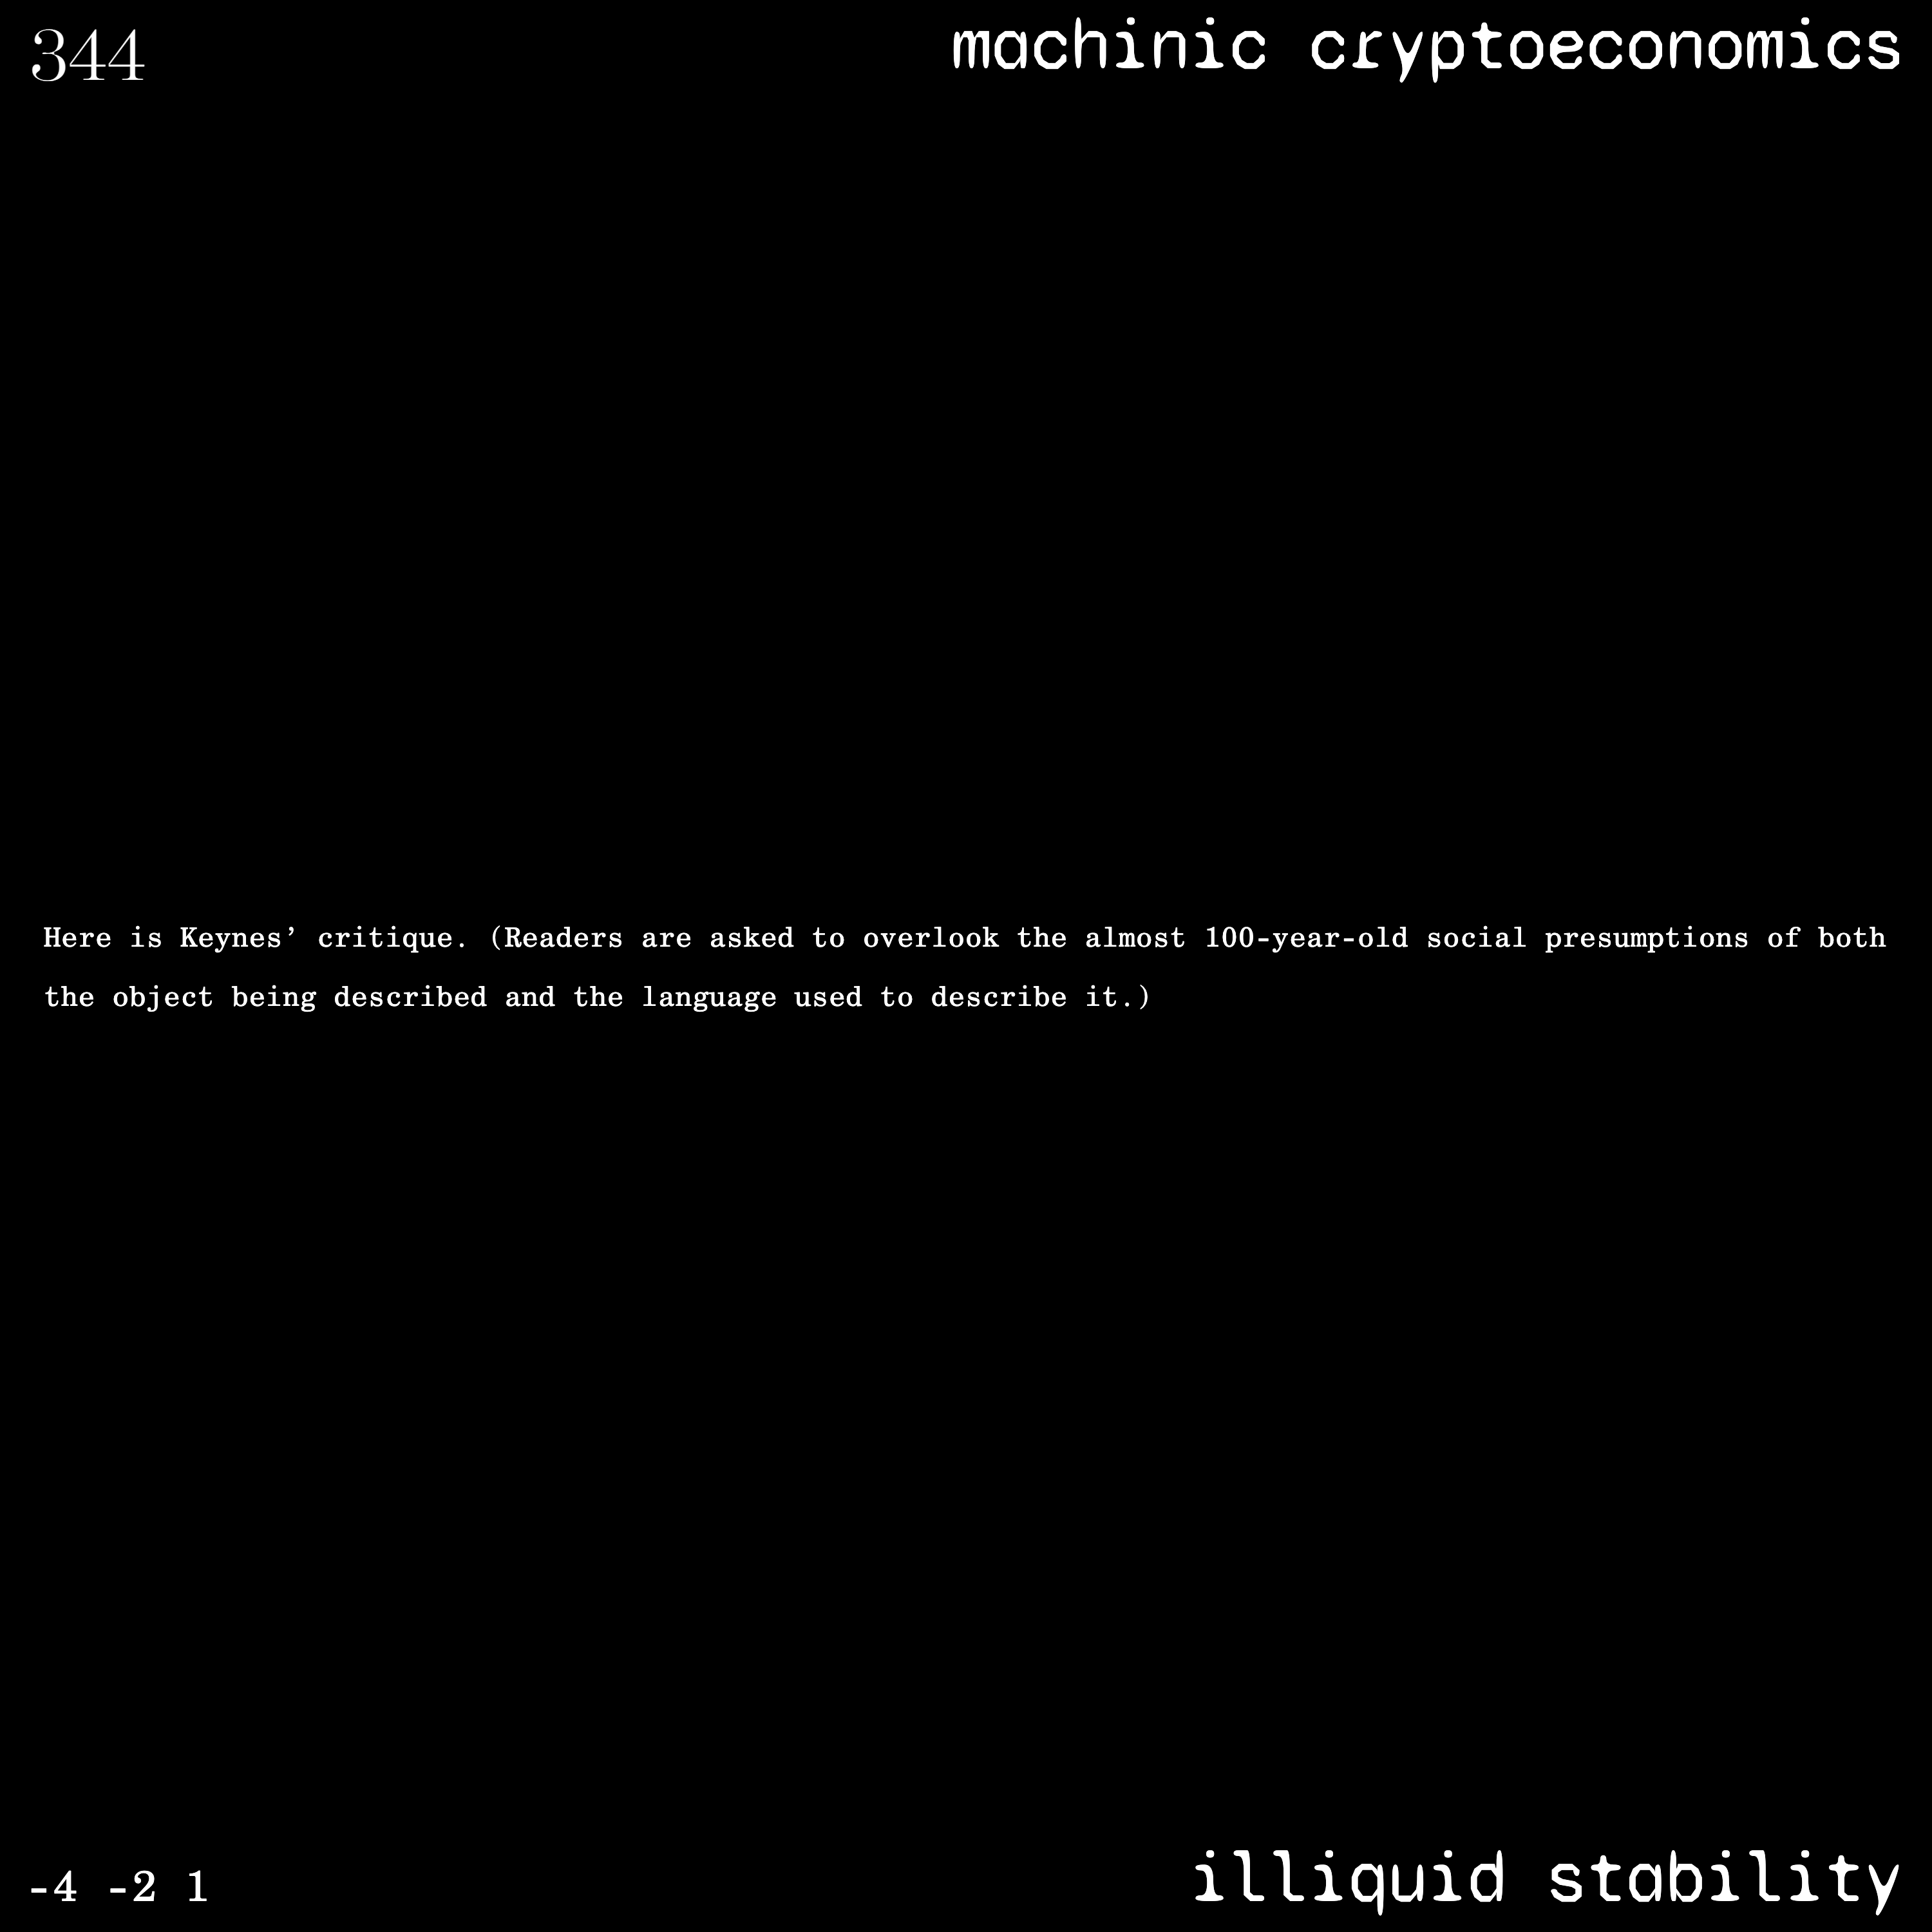 344
machinic cryptoeconomics
Here is Keynes’ critique. (Readers are asked to overlook the almost 100-year-old social presumptions of both
the object being described and the language used to describe it.)
-4 -2 1
illiquid stability